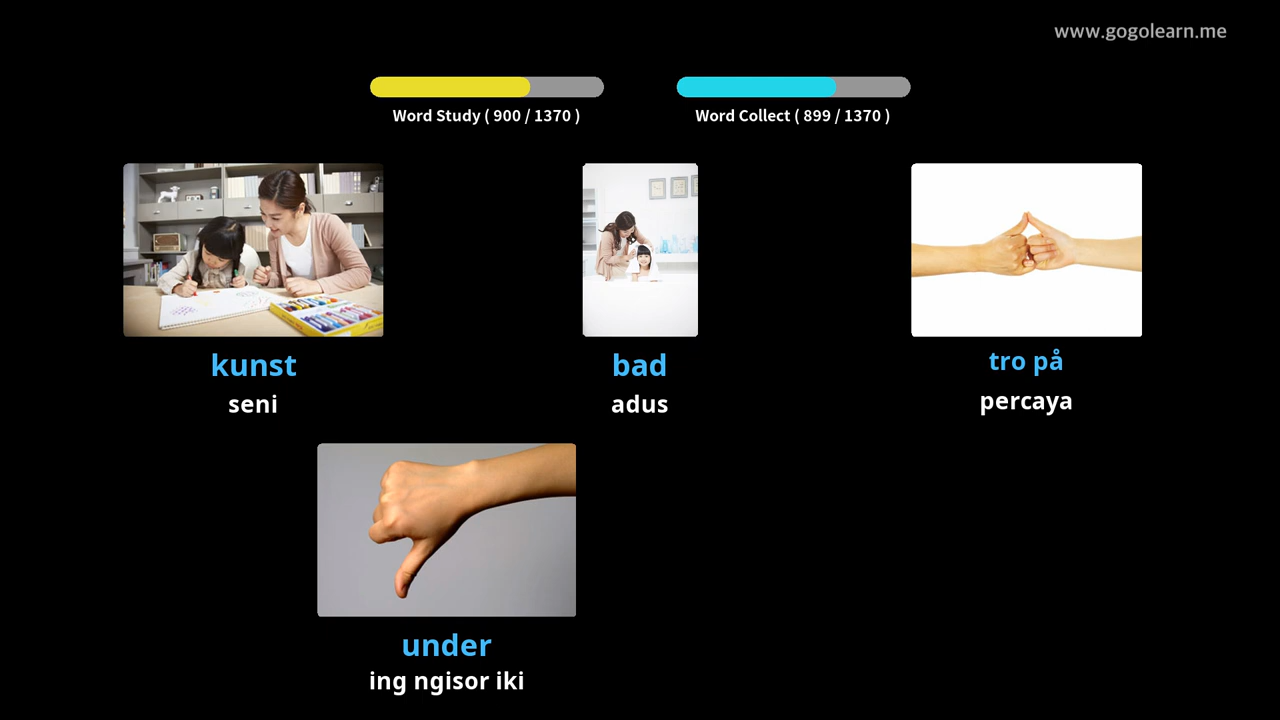 www.gogolearn.me
Word Study ( 900 / 1370 )
Word Collect ( 899 / 1370 )
kunst
seni
bad
adus
tro på
percaya
under
ing ngisor iki